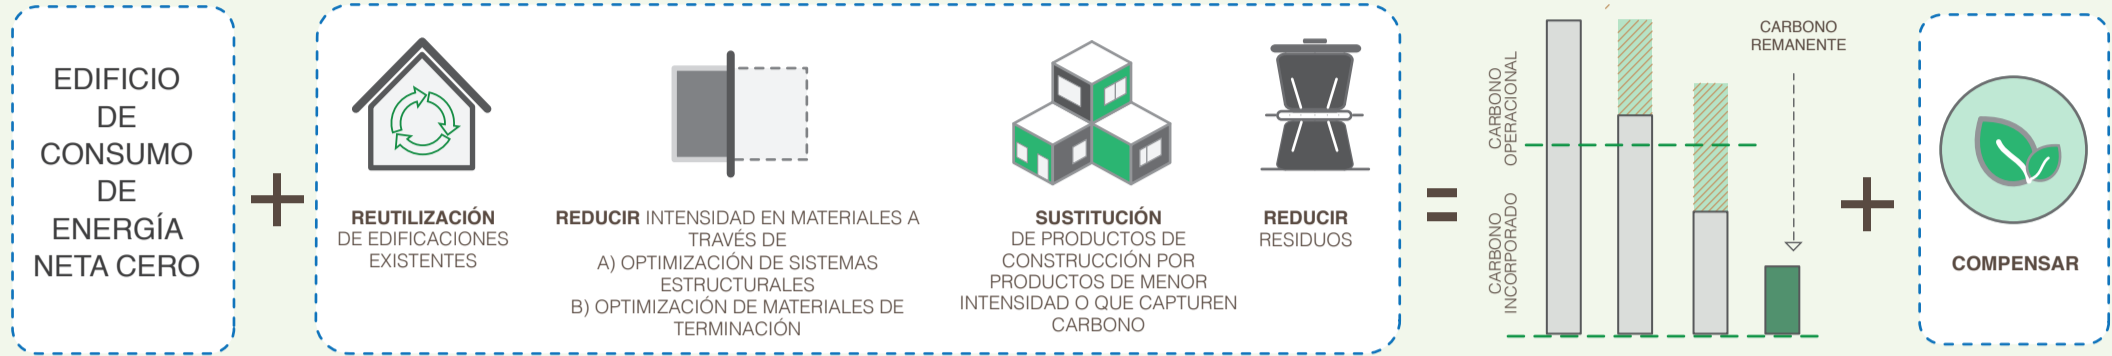 EDIFICIO
DE
CONSUMO
DE
ENERGÍA
NETA CERO
REUTILIZACIÓN
DE EDIFICACIONES
EXISTENTES
REDUCIR INTENSIDAD EN MATERIALES A
TRAVÉS DE
A) OPTIMIZACIÓN DE SISTEMAS
ESTRUCTURALES
B) OPTIMIZACIÓN DE MATERIALES DE
TERMINACIÓN
SUSTITUCIÓN
DE PRODUCTOS DE
CONSTRUCCIÓN POR
PRODUCTOS DE MENOR
INTENSIDAD O QUE CAPTUREN
CARBONO
REDUCIR
RESIDUOS
CARBONO
OPERACIONAL
CARBONO
INCORPORADO
CARBONO
REMANENTE
COMPENSAR